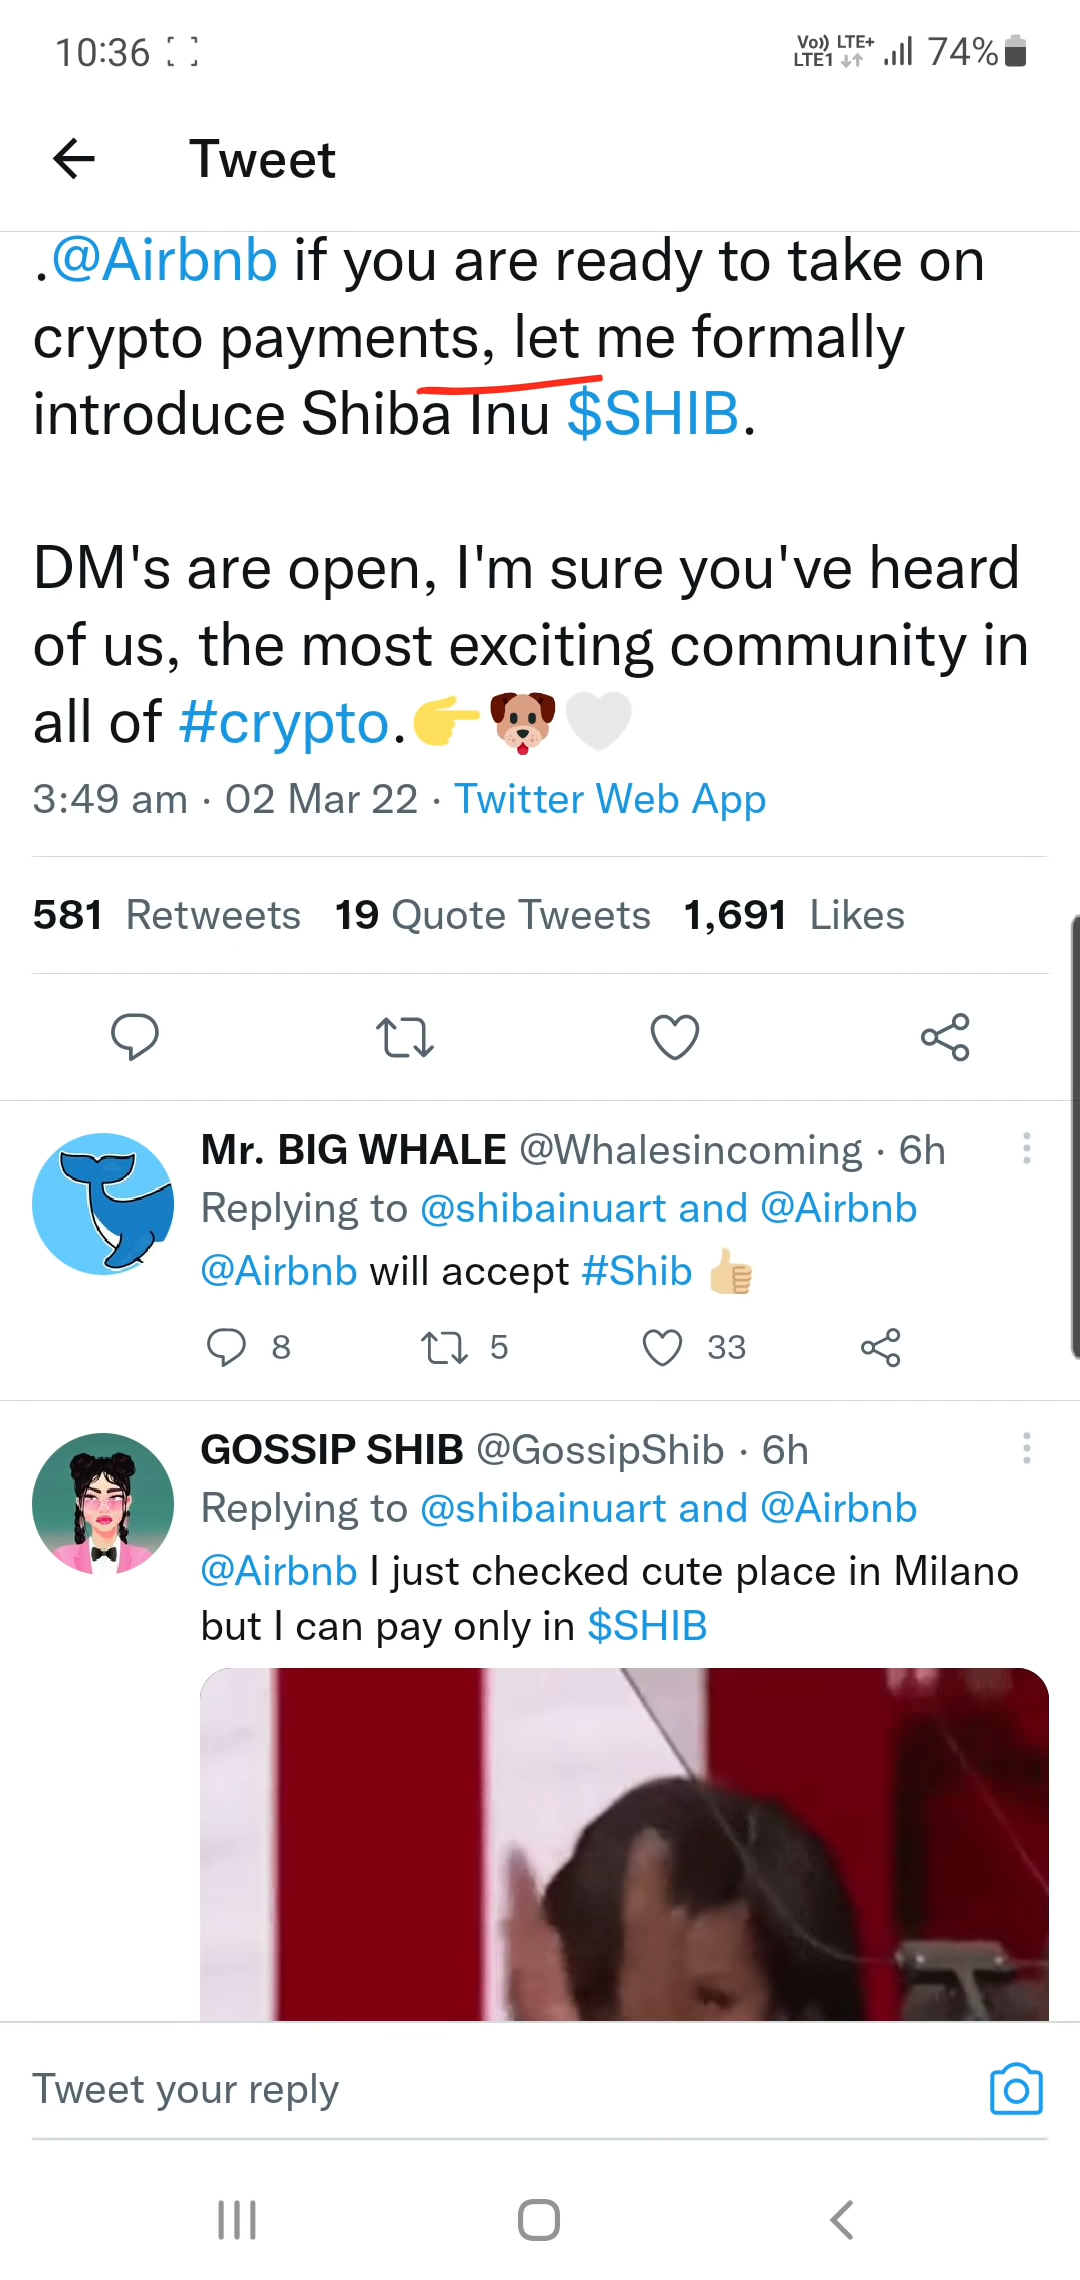 10:36
Vo)) LTE+
LTE1
74%
Tweet
.@Airbnb if you are ready to take on
crypto payments, let me formally
introduce Shiba Inu $SHIB.
DM's are open, I'm sure you've heard
of us, the most exciting community in
all of #crypto.👉🐶🤍
3:49 am · 02 Mar 22 · Twitter Web App
581 Retweets 19 Quote Tweets 1,691 Likes
Mr. BIG WHALE @Whalesincoming · 6h
Replying to @shibainuart and @Airbnb
@Airbnb will accept #Shib 👍🏼
8 5 33
GOSSIP SHIB @GossipShib · 6h
Replying to @shibainuart and @Airbnb
@Airbnb I just checked cute place in Milano
but I can pay only in $SHIB
Tweet your reply